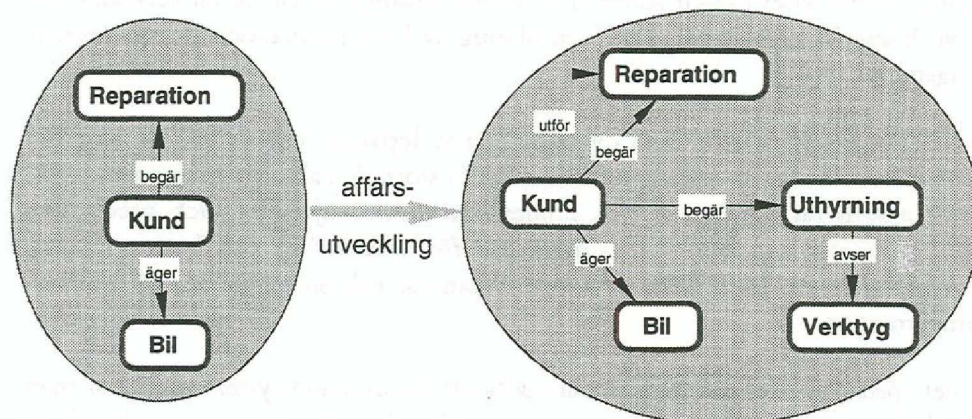 Reparation
begär
Kund
äger
Bil
affärs-
utveckling
Reparation
utför
begär
Kund
begär
Uthyrning
äger
avser
Bil
Verktyg